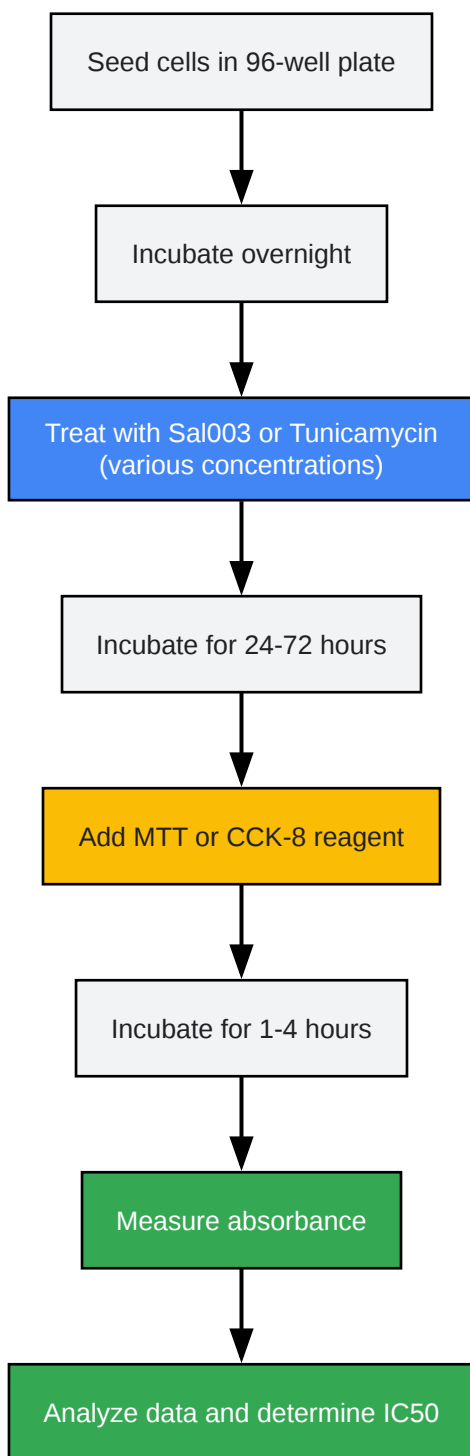 Seed cells in 96-well plate
Incubate overnight
Treat with Sal003 or Tunicamycin
(various concentrations)
Incubate for 24-72 hours
Add MTT or CCK-8 reagent
Incubate for 1-4 hours
Measure absorbance
Analyze data and determine IC50